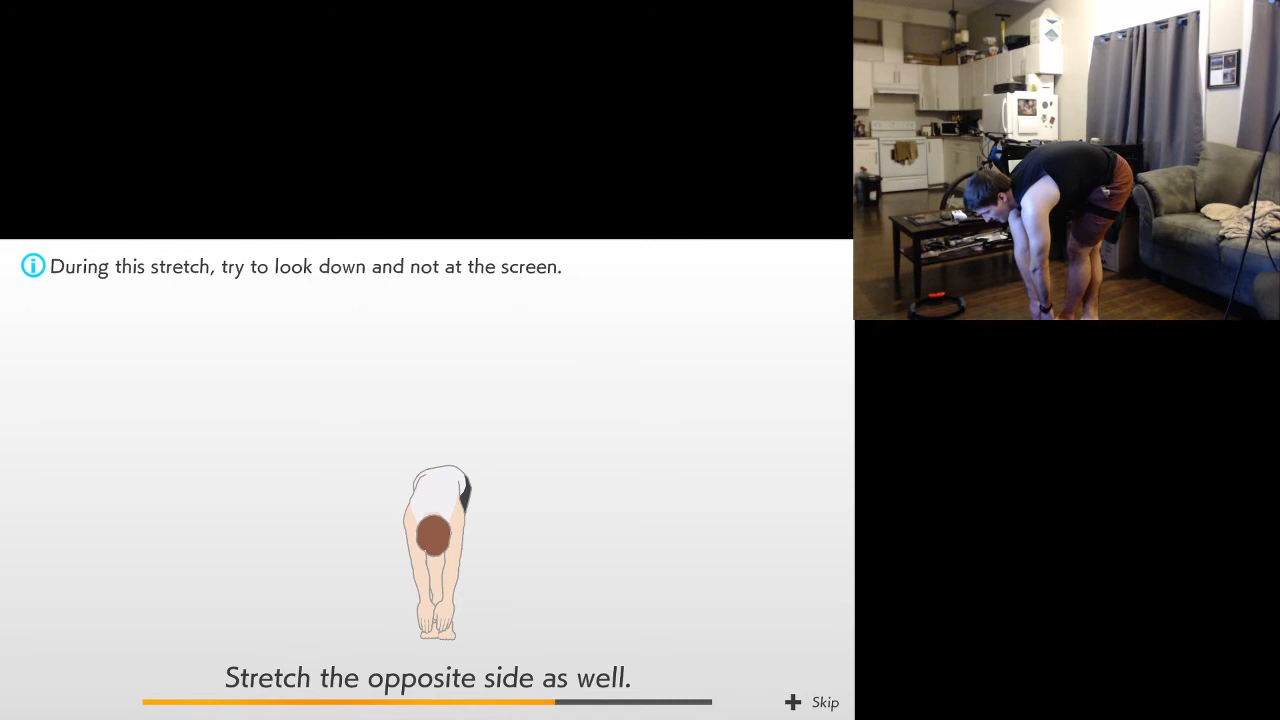 During this stretch, try to look down and not at the screen.
Stretch the opposite side as well.
Skip